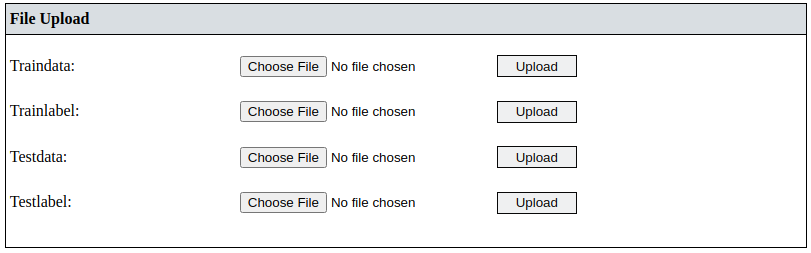 File Upload
Traindata: Choose File No file chosen Upload
Trainlabel: Choose File No file chosen Upload
Testdata: Choose File No file chosen Upload
Testlabel: Choose File No file chosen Upload